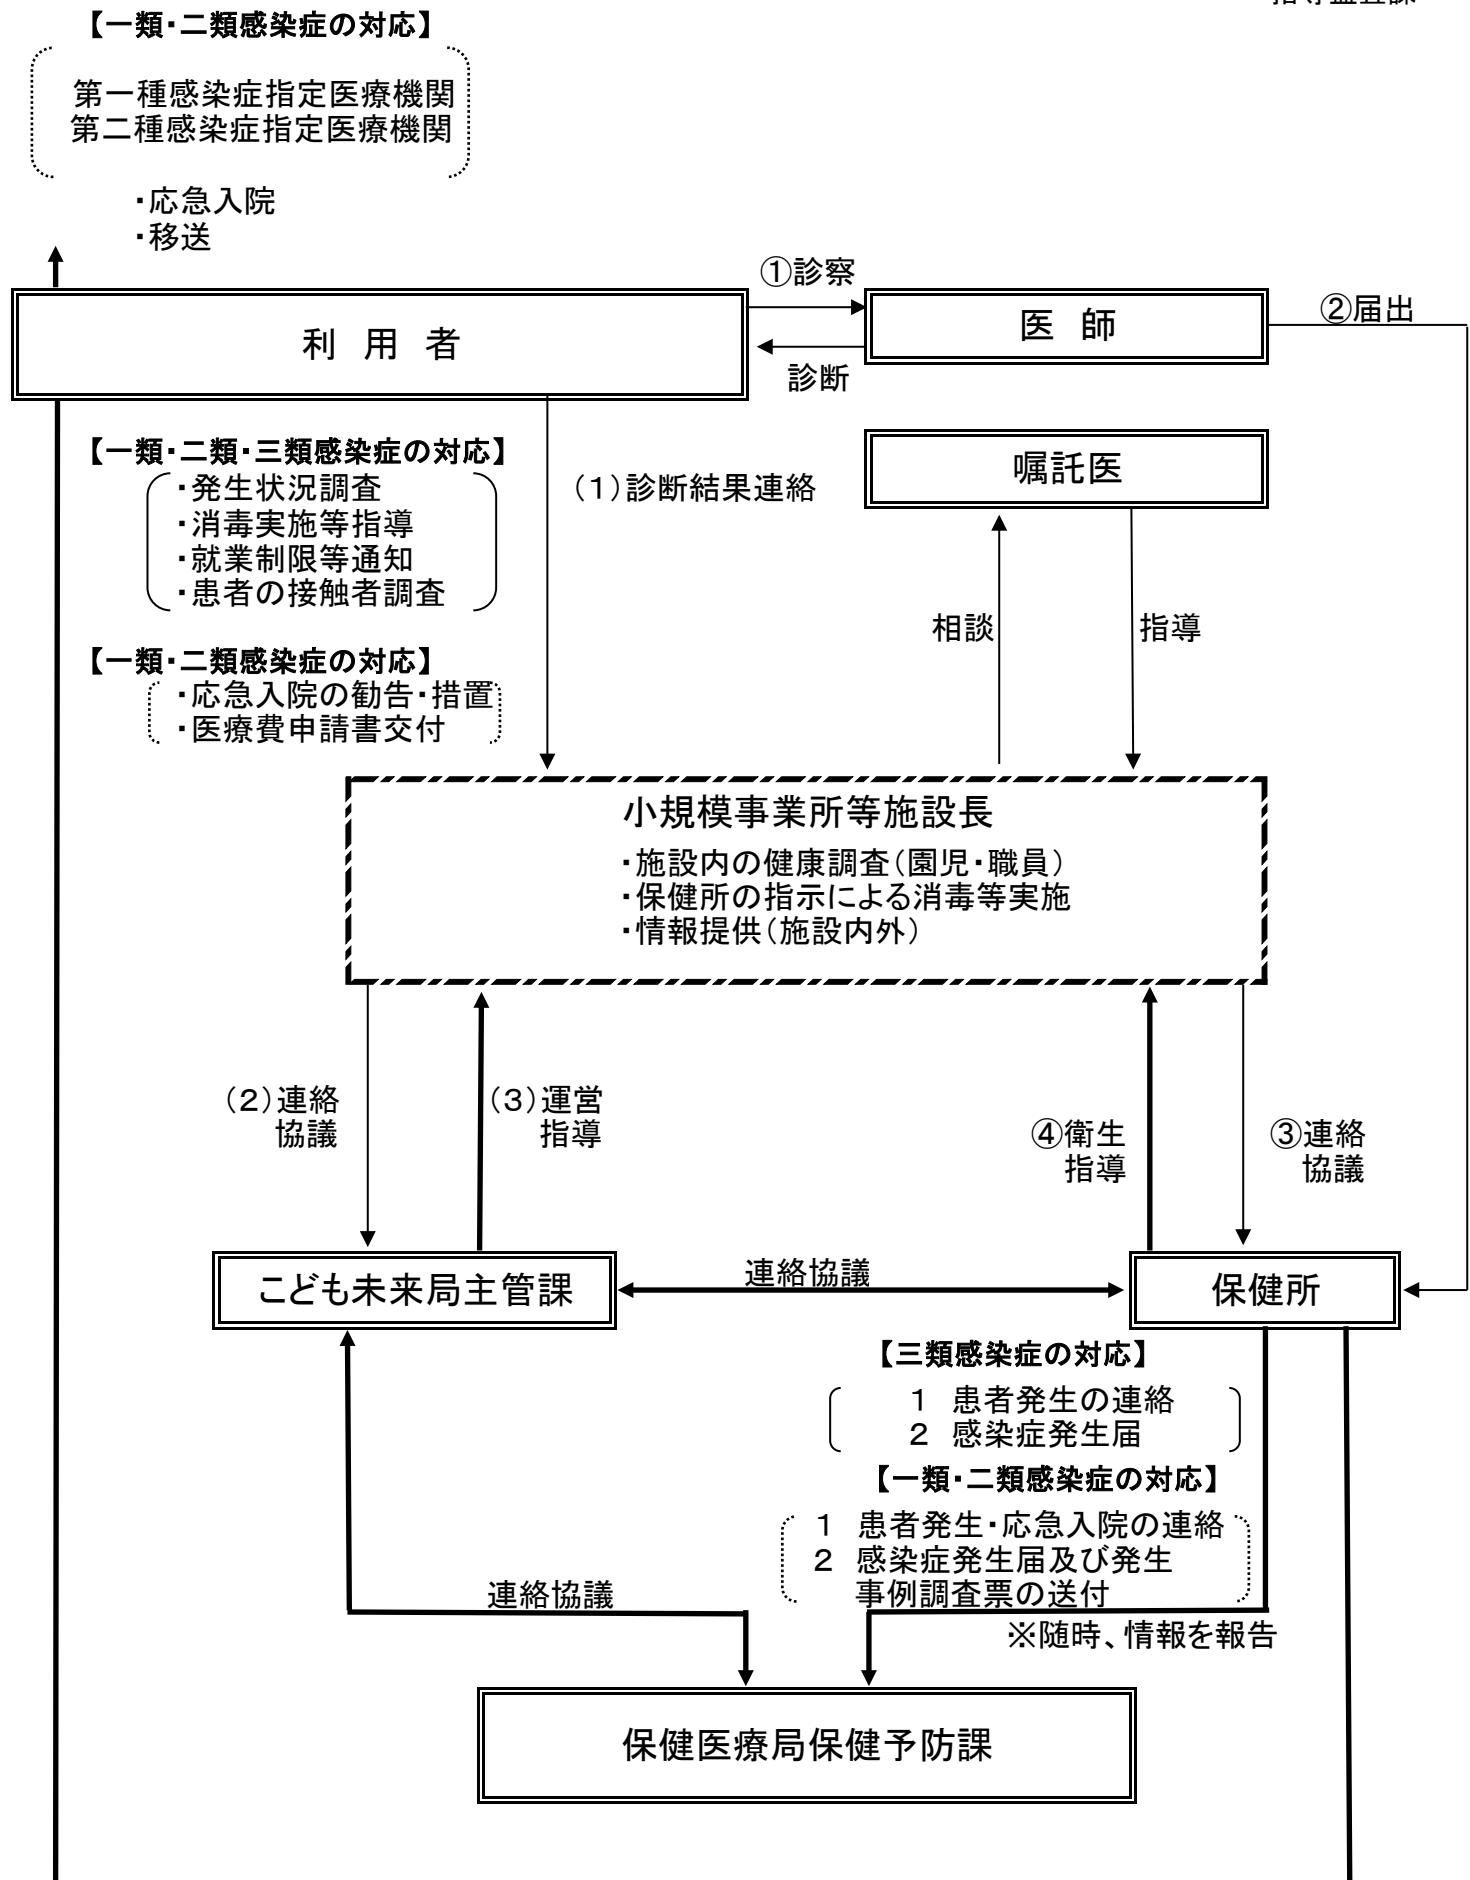 【一類・二類感染症の対応】
第一種感染症指定医療機関
第二種感染症指定医療機関
・応急入院
・移送
①診察
利 用 者
医 師
②届出
診断
【一類・二類・三類感染症の対応】
・発生状況調査
・消毒実施等指導
・就業制限等通知
・患者の接触者調査
(1)診断結果連絡
嘱託医
相談
指導
【一類・二類感染症の対応】
・応急入院の勧告・措置
・医療費申請書交付
小規模事業所等施設長
・施設内の健康調査(園児・職員)
・保健所の指示による消毒等実施
・情報提供(施設内外)
(2)連絡
協議
(3)運営
指導
④衛生
指導
③連絡
協議
こども未来局主管課
連絡協議
保健所
【三類感染症の対応】
1 患者発生の連絡
2 感染症発生届
【一類・二類感染症の対応】
1 患者発生・応急入院の連絡
2 感染症発生届及び発生
事例調査票の送付
連絡協議
※随時、情報を報告
保健医療局保健予防課